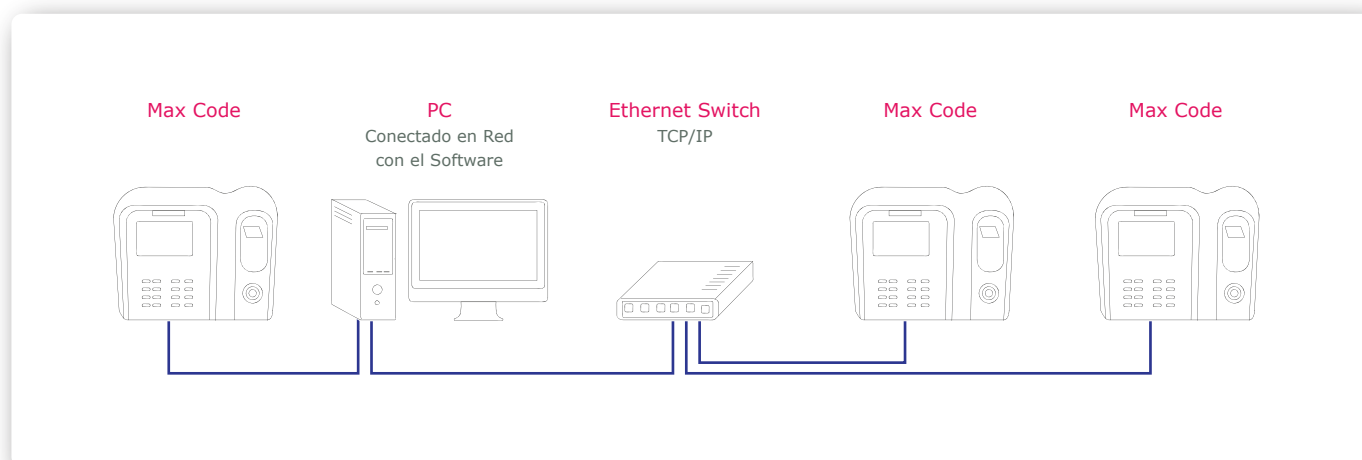 Max Code
PC
Conectado en Red
con el Software
Ethernet Switch
TCP/IP
Max Code
Max Code